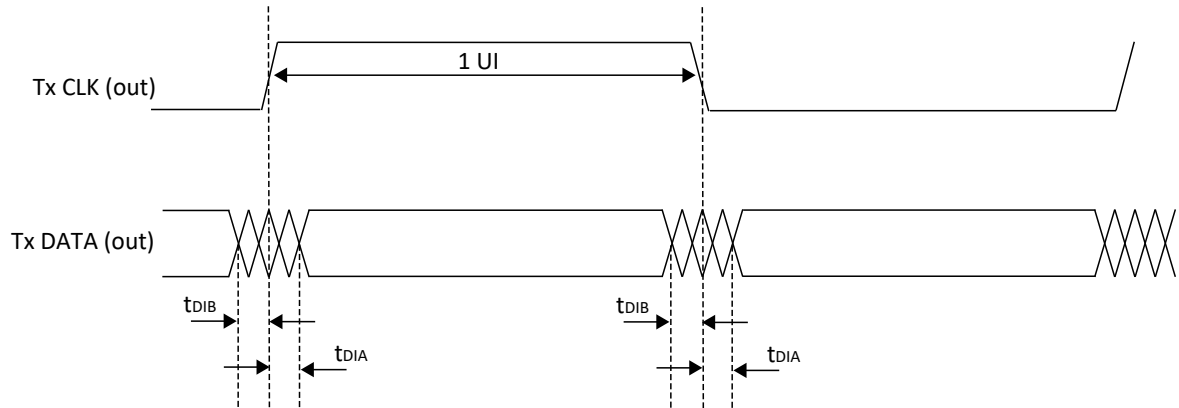 1 UI
Tx CLK (out)
Tx DATA (out)
tDIB
tDIB
tDIA
tDIA